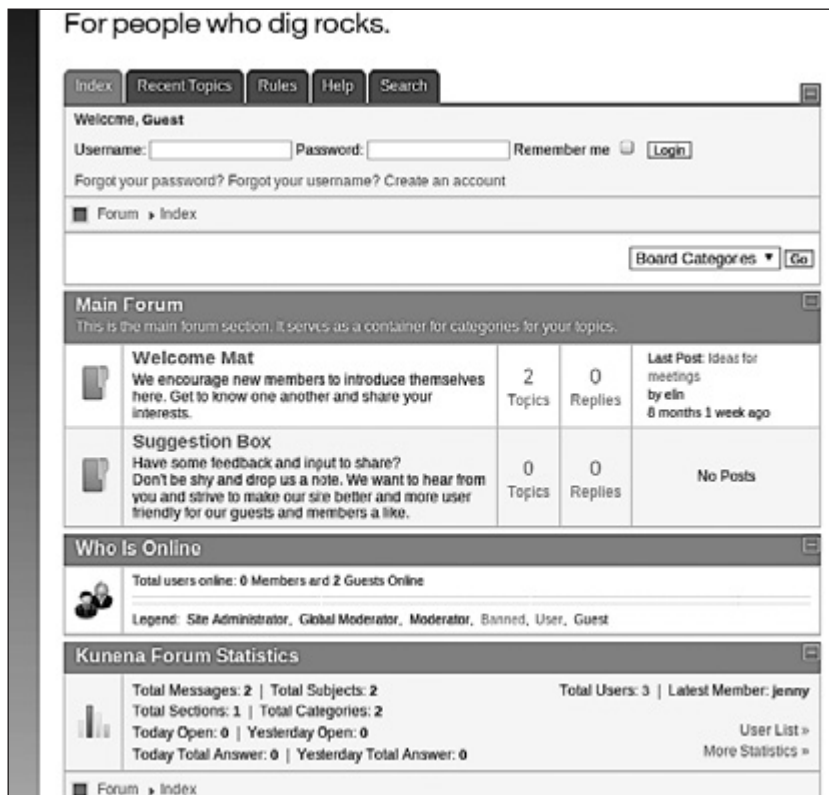 For people who dig rocks.
Index Recent Topics Rules Help Search
Welcome, Guest
Username: Password: Remember me Login
Forgot your password? Forgot your username? Create an account
Forum Index
Board Categories Go
Main Forum
This is the main forum section. It serves as a container for categories for your topics.
Welcome Mat
We encourage new members to introduce themselves
here. Get to know one another and share your
interests.
2
Topics
0
Replies
Last Post: Ideas for
meetings
by elin
8 months 1 week ago
Suggestion Box
Have some feedback and input to share?
Don't be shy and drop us a note. We want to hear from
you and strive to make our site better and more user
friendly for our guests and members a like.
0
Topics
0
Replies
No Posts
Who Is Online
Total users online: 0 Members and 2 Guests Online
Legend: Site Administrator, Global Moderator, Moderator, Banned, User, Guest
Kunena Forum Statistics
Total Messages: 2 | Total Subjects: 2
Total Sections: 1 | Total Categories: 2
Today Open: 0 | Yesterday Open: 0
Today Total Answer: 0 | Yesterday Total Answer: 0
Total Users: 3 | Latest Member: jenny
User List »
More Statistics »
Forum Index